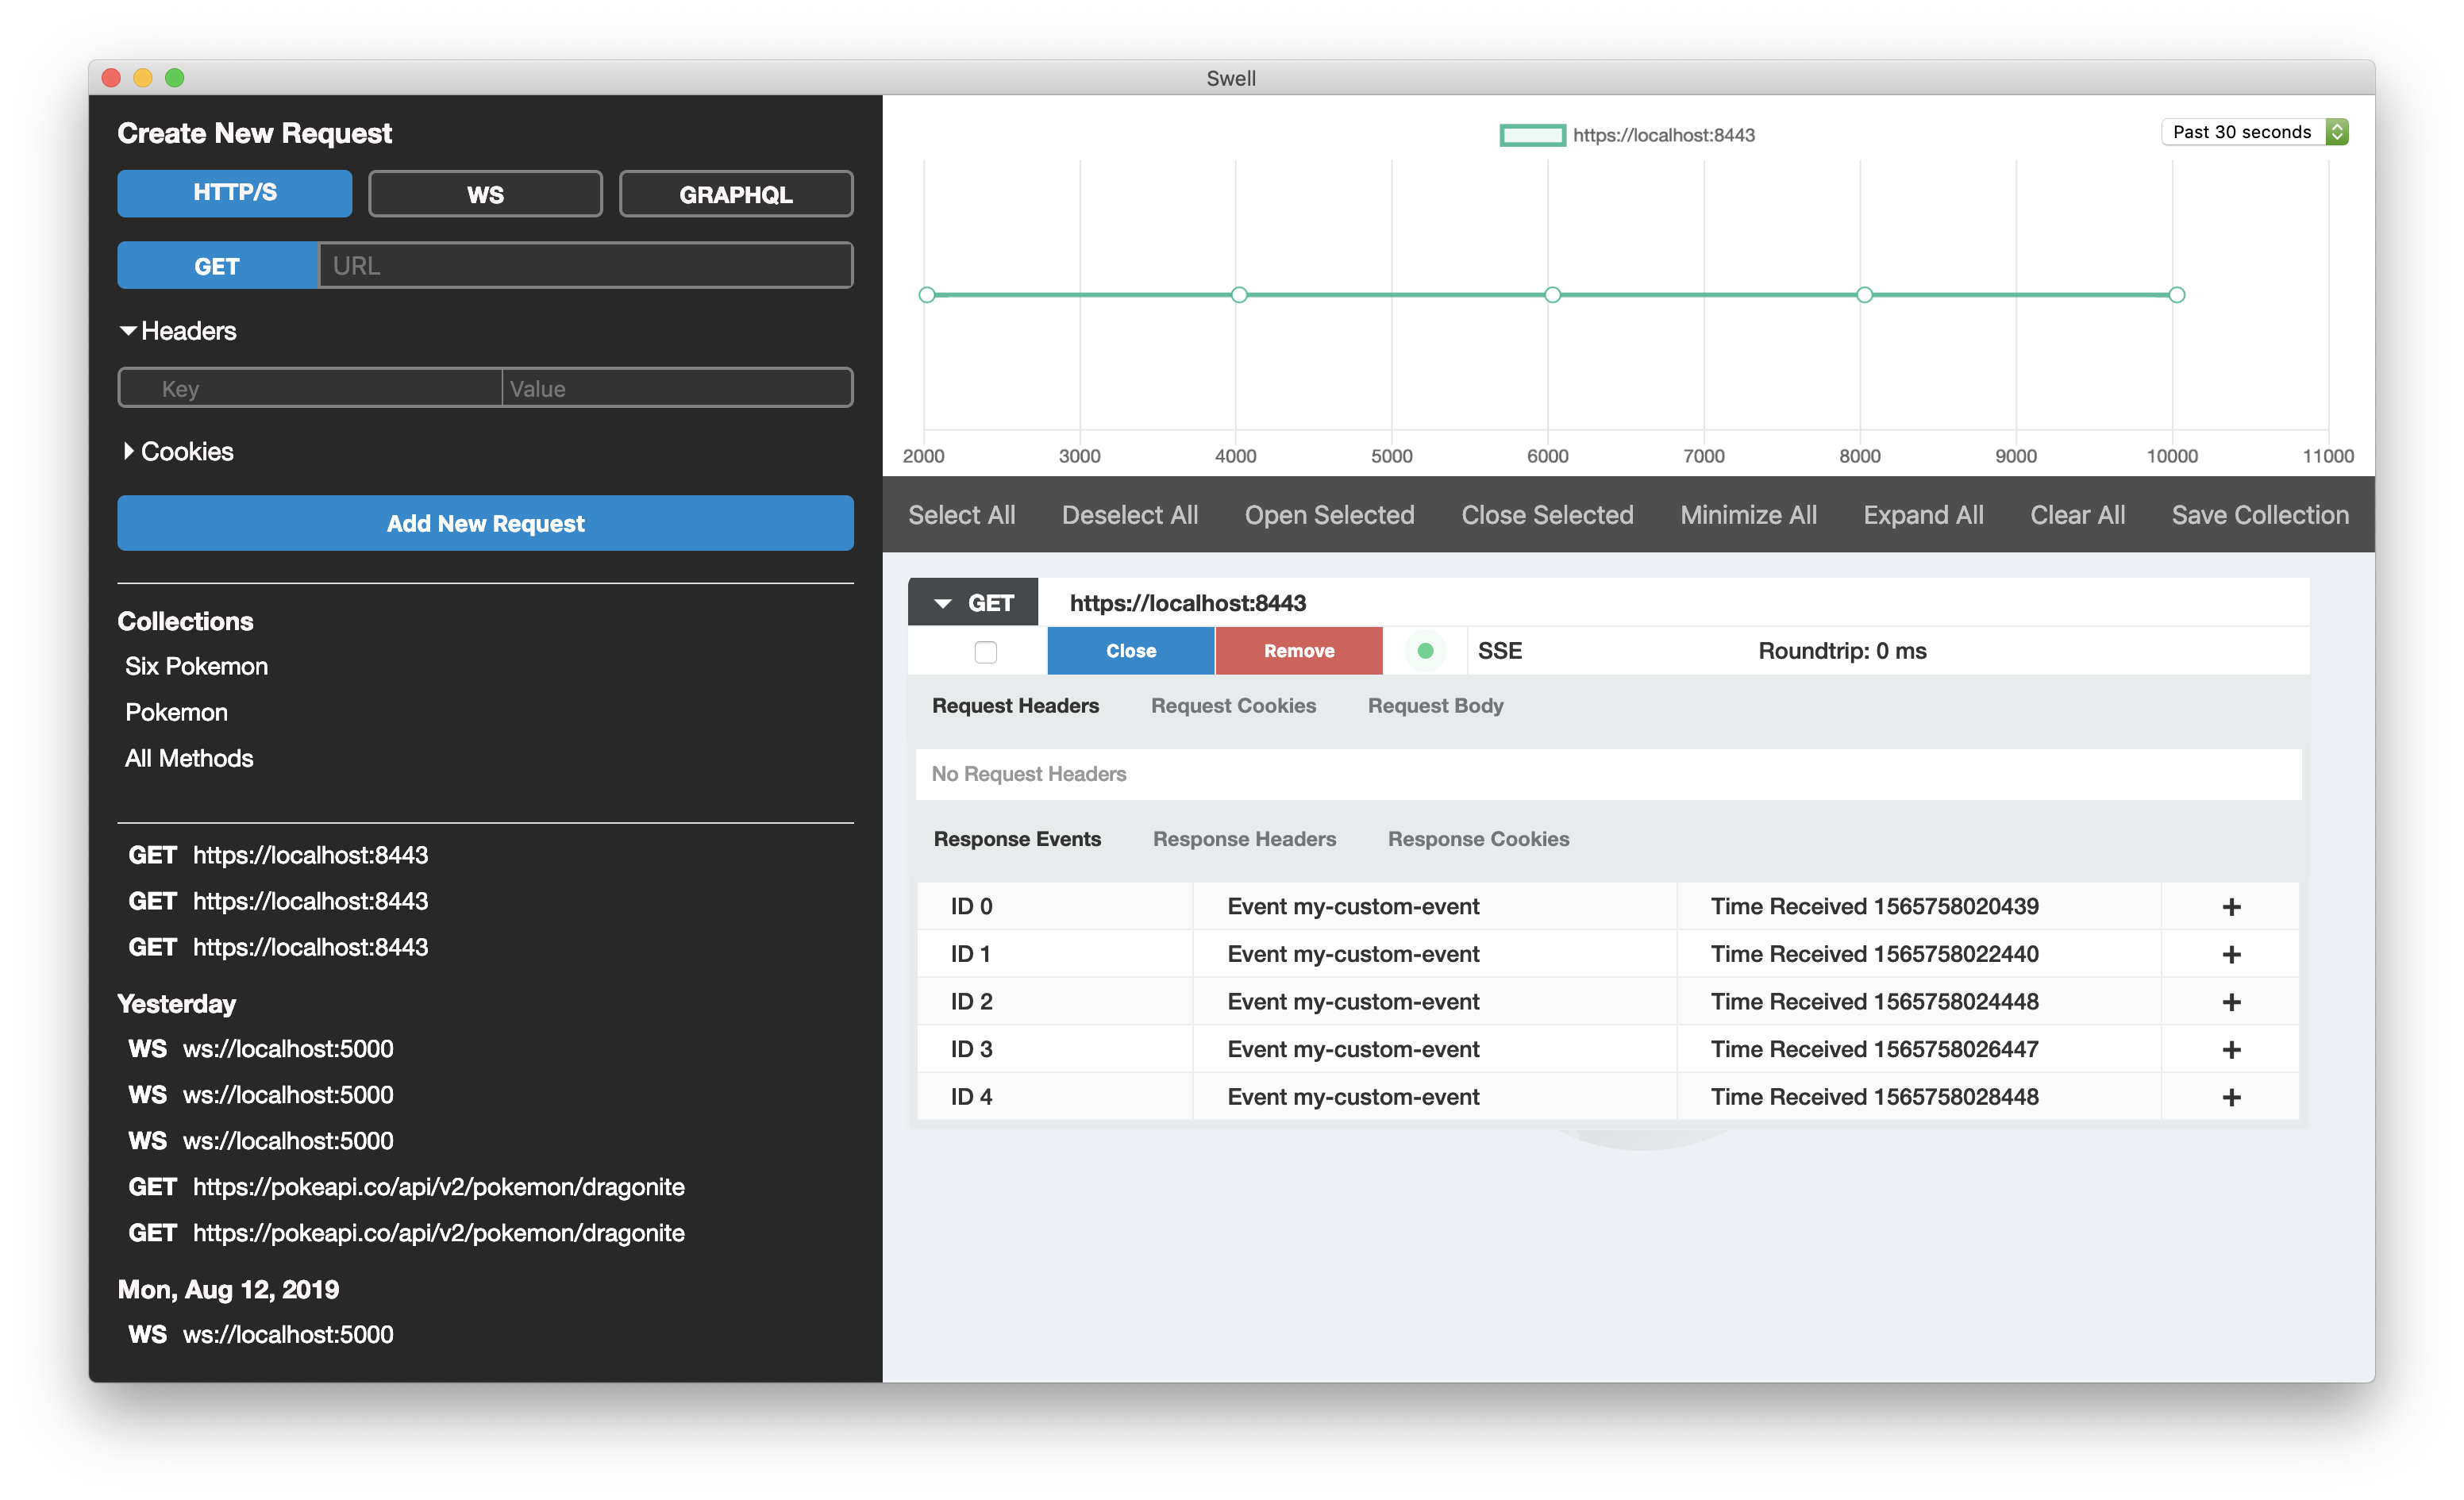 Swell
Create New Request
HTTP/S WS GRAPHQL
GET URL
Headers
Key Value
Cookies
Add New Request
Collections
Six Pokemon
Pokemon
All Methods
GET https://localhost:8443
GET https://localhost:8443
GET https://localhost:8443
Yesterday
WS ws://localhost:5000
WS ws://localhost:5000
WS ws://localhost:5000
GET https://pokeapi.co/api/v2/pokemon/dragonite
GET https://pokeapi.co/api/v2/pokemon/dragonite
Mon, Aug 12, 2019
WS ws://localhost:5000
https://localhost:8443
Past 30 seconds
2000 3000 4000 5000 6000 7000 8000 9000 10000 11000
Select All Deselect All Open Selected Close Selected Minimize All Expand All Clear All Save Collection
GET https://localhost:8443
Close Remove SSE Roundtrip: 0 ms
Request Headers Request Cookies Request Body
No Request Headers
Response Events Response Headers Response Cookies
ID 0 Event my-custom-event Time Received 1565758020439 +
ID 1 Event my-custom-event Time Received 1565758022440 +
ID 2 Event my-custom-event Time Received 1565758024448 +
ID 3 Event my-custom-event Time Received 1565758026447 +
ID 4 Event my-custom-event Time Received 1565758028448 +